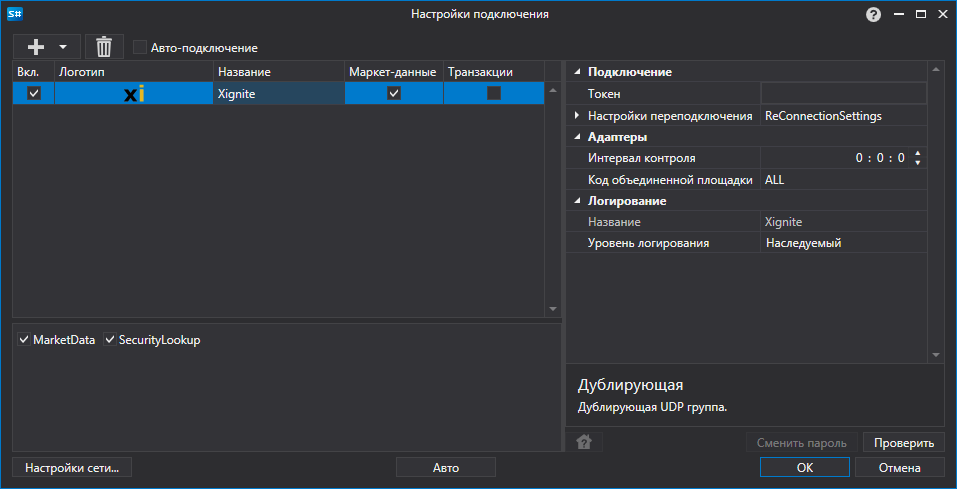 S#
Настройки подключения
?
Авто-подключение
Вкл. Логотип Название Маркет-данные Транзакции
xi Xignite
MarketData SecurityLookup
Подключение
Токен
Настройки переподключения ReConnectionSettings
Адаптеры
Интервал контроля 0 : 0 : 0
Код объединенной площадки ALL
Логирование
Название Xignite
Уровень логирования Наследуемый
Дублирующая
Дублирующая UDP группа.
?
Сменить пароль Проверить
Настройки сети... Авто OK Отмена